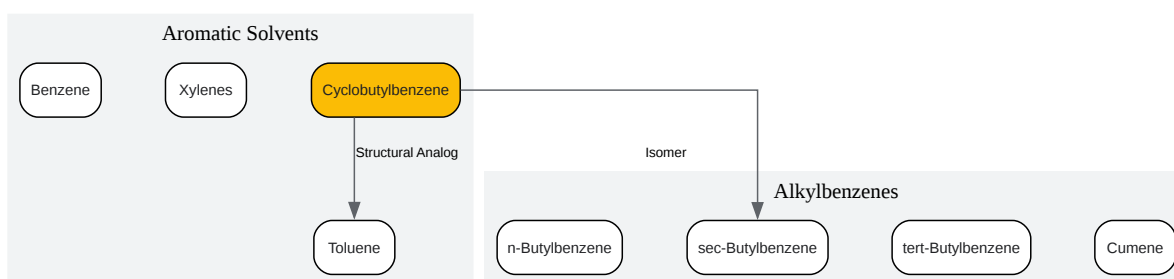 Aromatic Solvents
Benzene
Xylenes
Cyclobutylbenzene
Structural Analog
Isomer
Alkylbenzenes
Toluene
n-Butylbenzene
sec-Butylbenzene
tert-Butylbenzene
Cumene